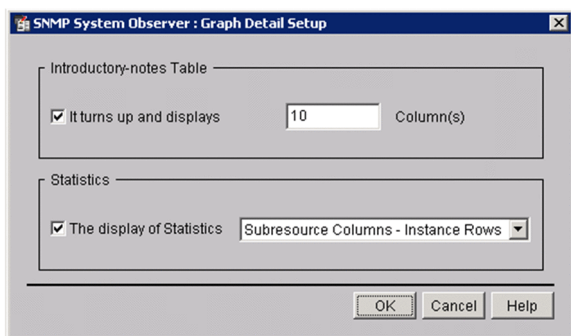 SNMP System Observer : Graph Detail Setup
Introductory-notes Table
It turns up and displays 10 Column(s)
Statistics
The display of Statistics Subresource Columns - Instance Rows
OK Cancel Help